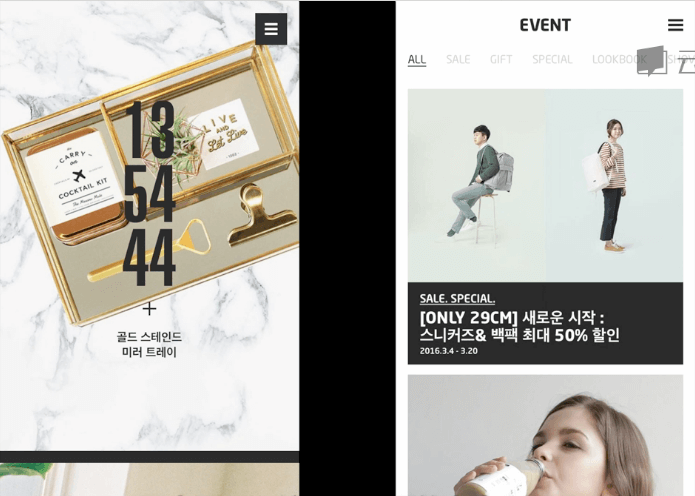 CARRY
ON
COCKTAIL KIT
LIVE
AND
Let Live
13
54
44
+
골드 스테인드
미러 트레이
EVENT
ALL SALE GIFT SPECIAL LOOKBOOK
SALE. SPECIAL.
[ONLY 29CM] 새로운 시작 :
스니커즈& 백팩 최대 50% 할인
2016.3.4 - 3.20